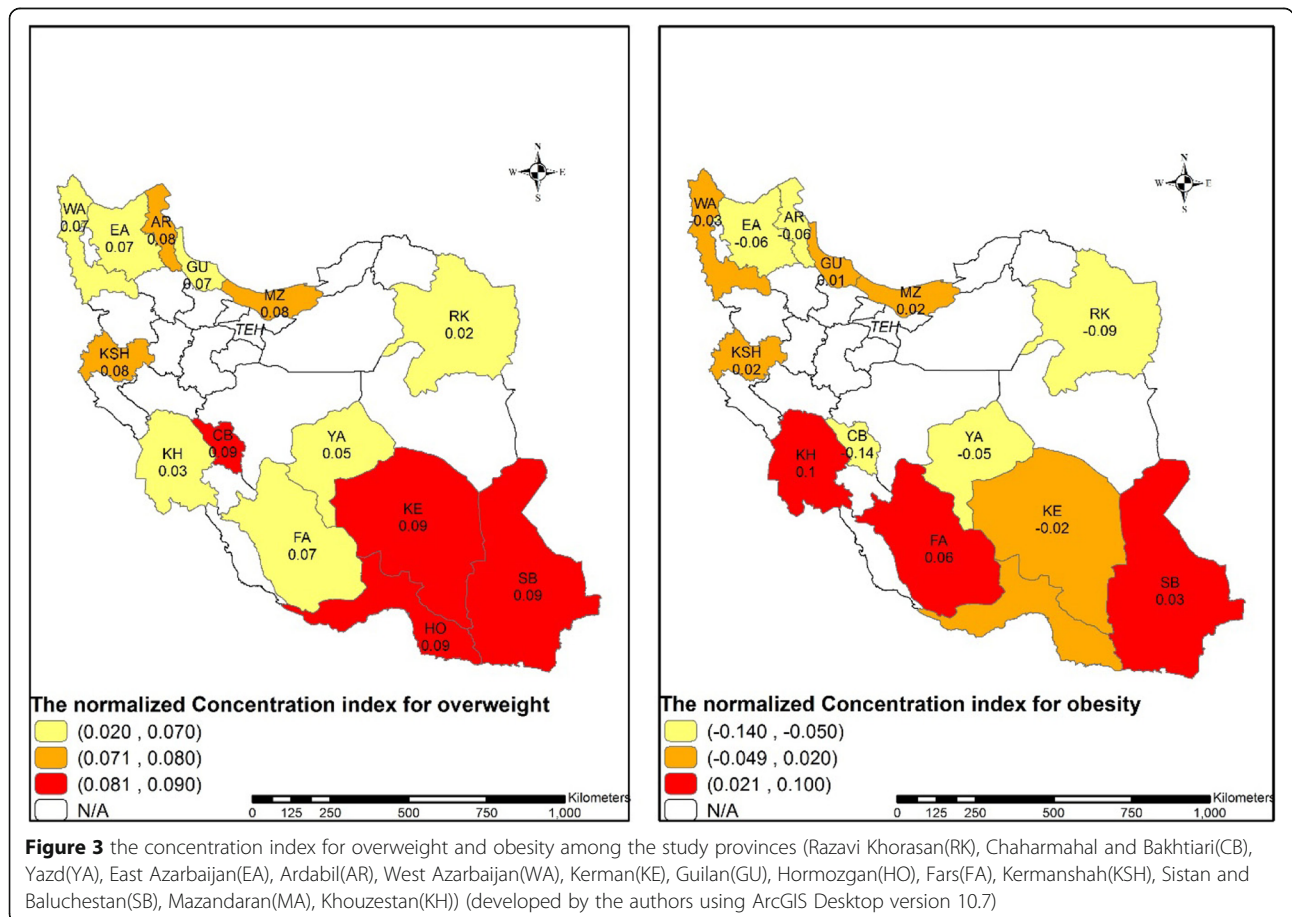 N
W E
S
WA
0.07
EA
0.07
AR
0.08
GU
0.07
MZ
0.08
TEH
RK
0.02
KSH
0.08
KH
0.03
CB
0.09
YA
0.05
FA
0.07
KE
0.09
SB
0.09
HO
0.09
The normalized Concentration index for overweight
(0.020 , 0.070)
(0.071 , 0.080)
(0.081 , 0.090)
N/A
Kilometers
0 125 250 500 750 1,000
N
W E
S
WA
-0.03
EA
-0.06
AR
-0.06
GU
0.01
MZ
0.02
TEH
RK
-0.09
KSH
0.02
KH
0.1
CB
-0.14
YA
-0.05
FA
0.06
KE
-0.02
SB
0.03
The normalized Concentration index for obesity
(-0.140 , -0.050)
(-0.049 , 0.020)
(0.021 , 0.100)
N/A
Kilometers
0 125 250 500 750 1,000
Figure 3 the concentration index for overweight and obesity among the study provinces (Razavi Khorasan(RK), Chaharmahal and Bakhtiari(CB),
Yazd(YA), East Azarbaijan(EA), Ardabil(AR), West Azarbaijan(WA), Kerman(KE), Guilan(GU), Hormozgan(HO), Fars(FA), Kermanshah(KSH), Sistan and
Baluchestan(SB), Mazandaran(MA), Khouzestan(KH)) (developed by the authors using ArcGIS Desktop version 10.7)